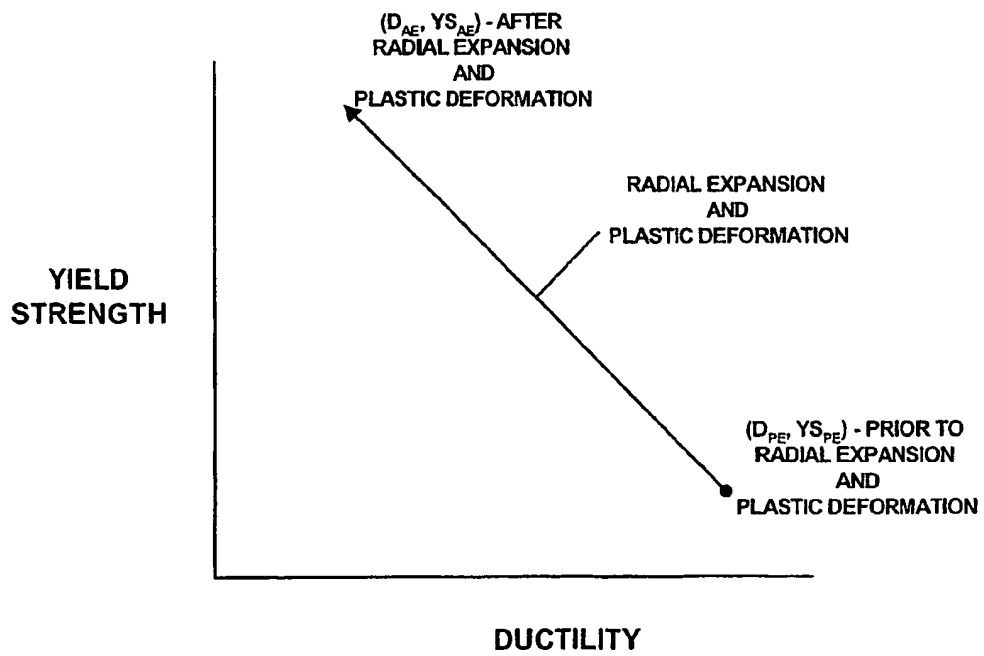 (D_AE, YS_AE) - AFTER
RADIAL EXPANSION
AND
PLASTIC DEFORMATION
RADIAL EXPANSION
AND
PLASTIC DEFORMATION
YIELD
STRENGTH
(D_PE, YS_PE) - PRIOR TO
RADIAL EXPANSION
AND
PLASTIC DEFORMATION
DUCTILITY